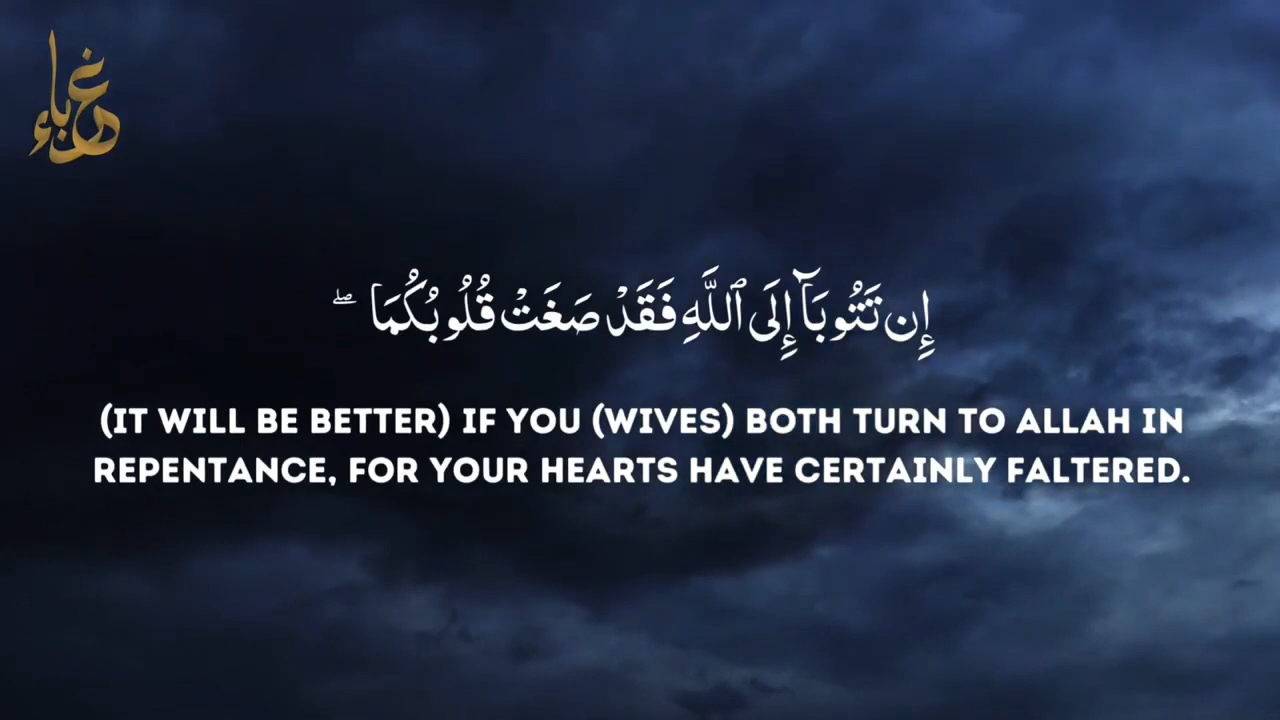 غرباء
إِن تَتُوبَآ إِلَى ٱللَّهِ فَقَدْ صَغَتْ قُلُوبُكُمَا ۖ
(IT WILL BE BETTER) IF YOU (WIVES) BOTH TURN TO ALLAH IN
REPENTANCE, FOR YOUR HEARTS HAVE CERTAINLY FALTERED.